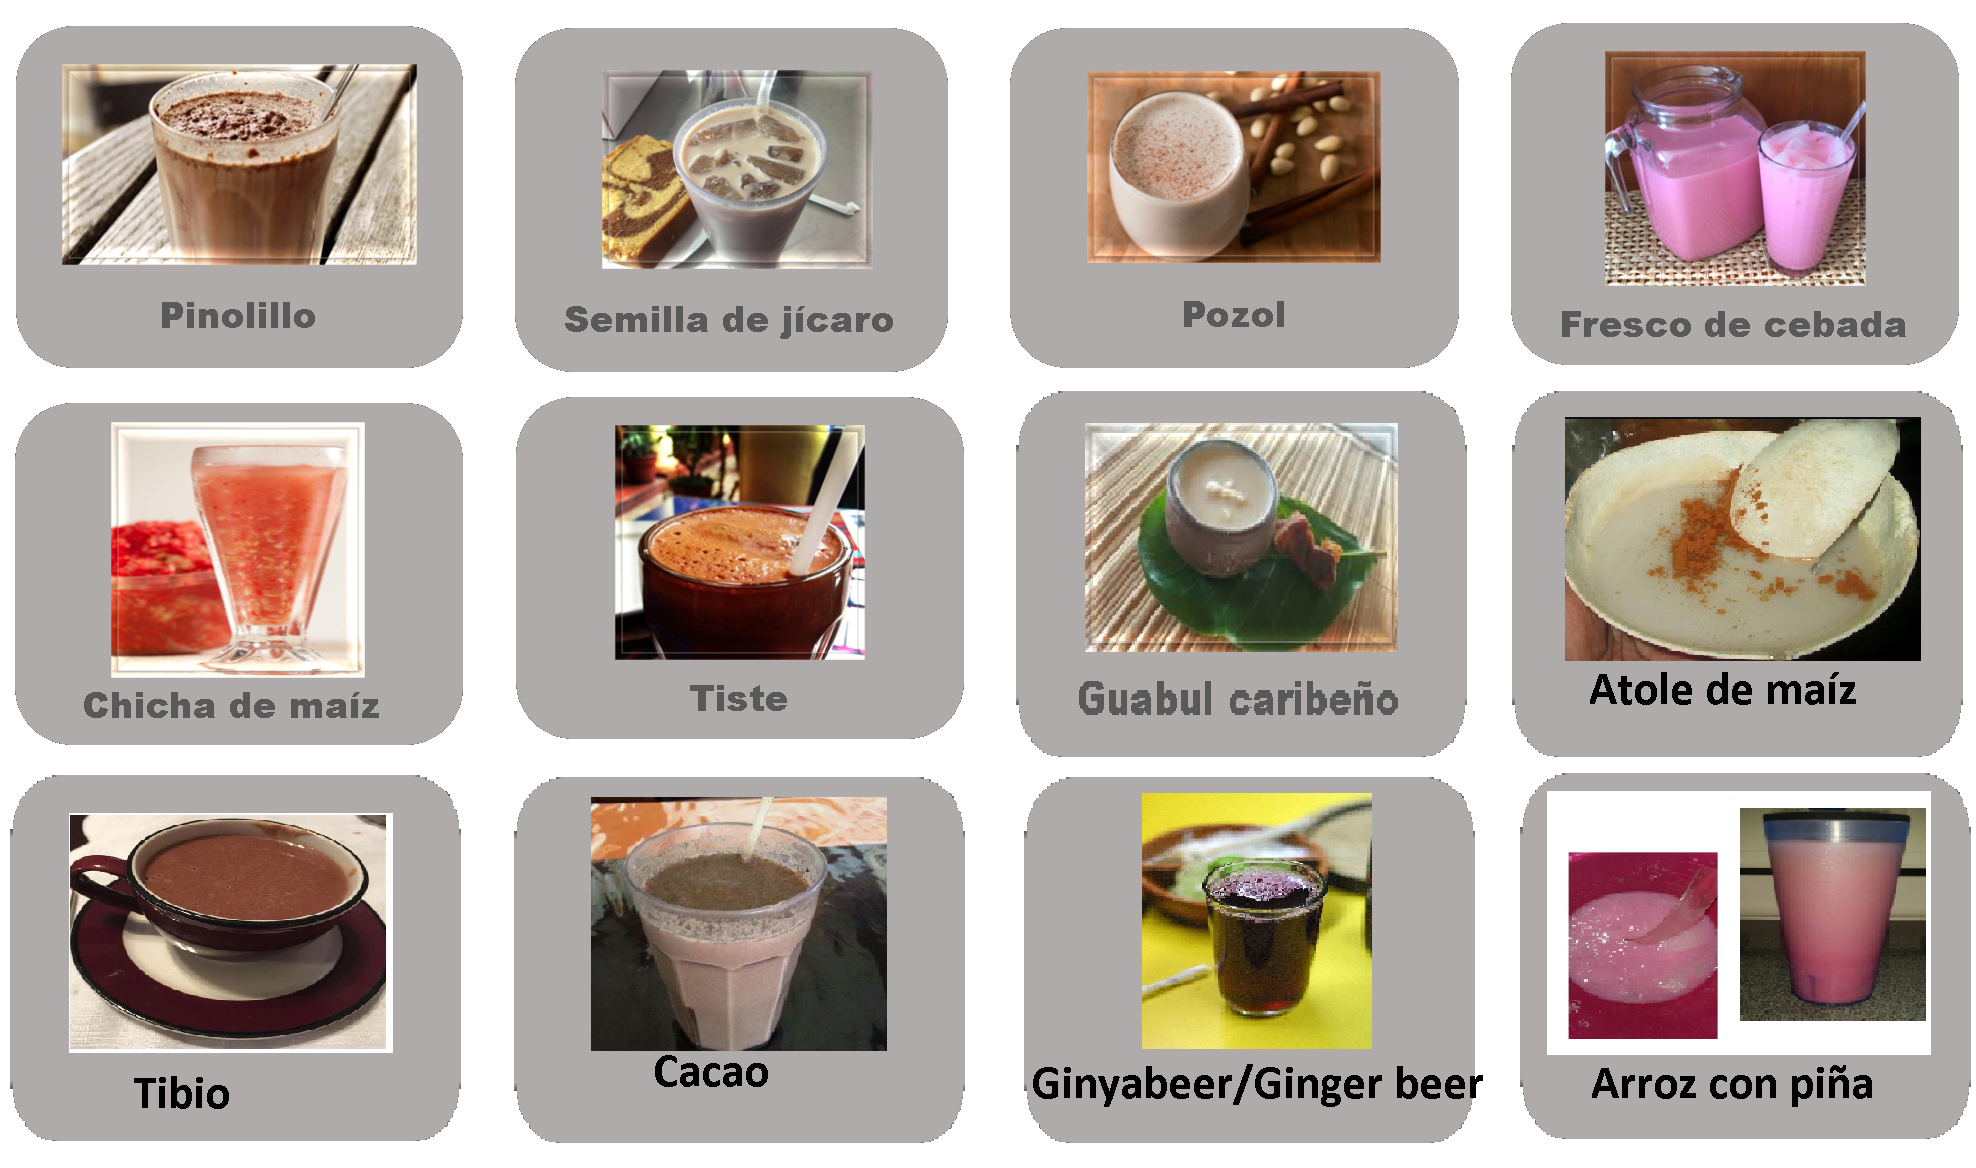 Pinolillo
Semilla de jícaro
Pozol
Fresco de cebada
Chicha de maíz
Tiste
Guabul caribeño
Atole de maíz
Tibio
Cacao
Ginyabeer/Ginger beer
Arroz con piña